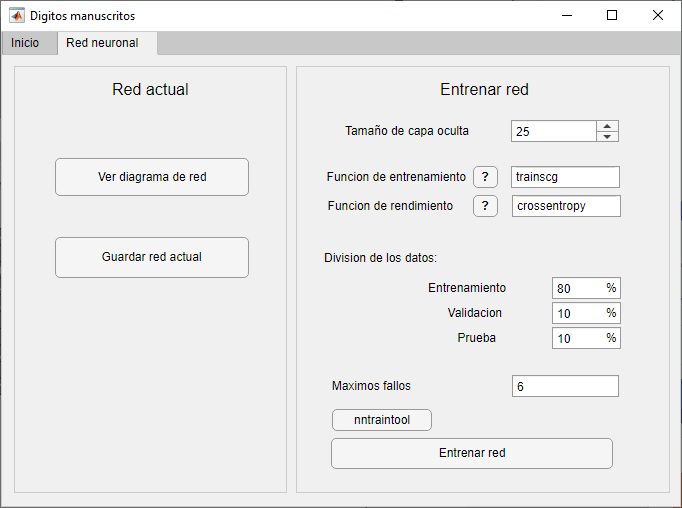 Digitos manuscritos
Inicio
Red neuronal
Red actual
Ver diagrama de red
Guardar red actual
Entrenar red
Tamaño de capa oculta
25
Funcion de entrenamiento ? trainscg
Funcion de rendimiento ? crossentropy
Division de los datos:
Entrenamiento 80 %
Validacion 10 %
Prueba 10 %
Maximos fallos 6
nntraintool
Entrenar red